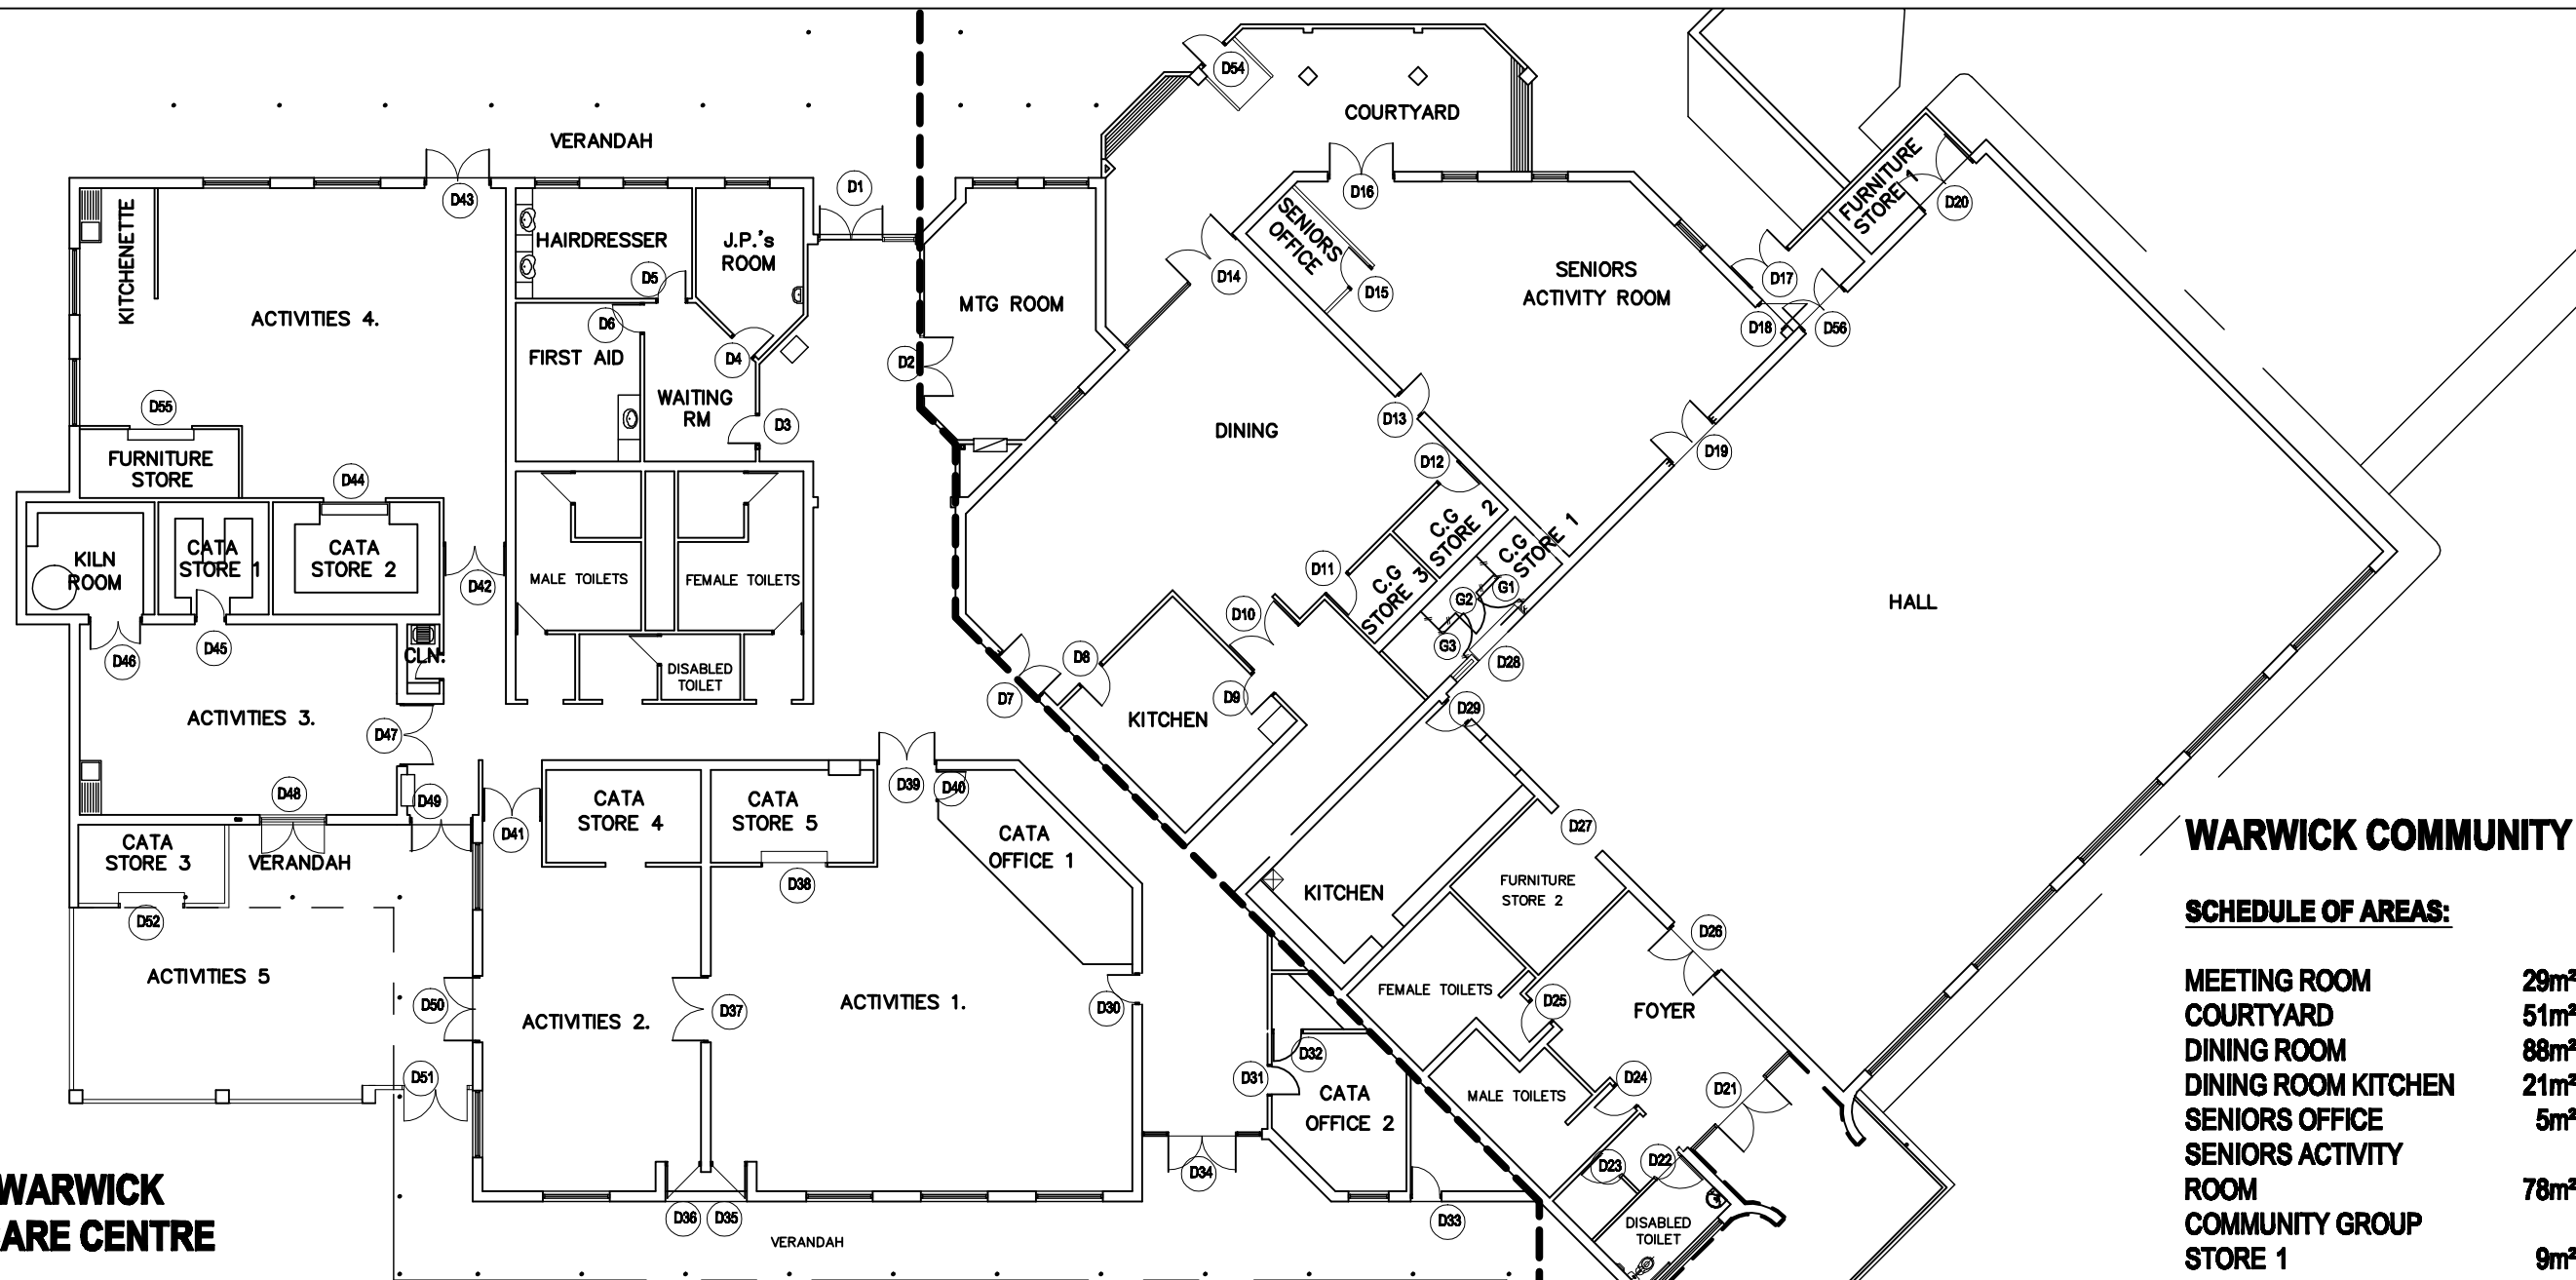 D54
COURTYARD
VERANDAH
D43
D1
D16
FURNITURE
STORE 1
D20
KITCHENETTE
HAIRDRESSER
J.P.'s
ROOM
SENIORS
OFFICE
D5
D14
D15
SENIORS
ACTIVITY ROOM
D17
MTG ROOM
ACTIVITIES 4.
D6
D18
D56
FIRST AID
D4
D2
WAITING
RM
D55
D3
DINING
D13
D19
FURNITURE
STORE
D44
D12
C.G
STORE 2
C.G
STORE 1
KILN
ROOM
CATA
STORE 1
CATA
STORE 2
D42
MALE TOILETS
FEMALE TOILETS
D11
C.G
STORE 3
G1
G2
G3
HALL
D10
D46
D45
CLN.
DISABLED
TOILET
D8
D28
D7
D9
D29
ACTIVITIES 3.
D47
KITCHEN
D48
D49
D39
D40
CATA
STORE 4
CATA
STORE 5
D41
D27
CATA
STORE 3
VERANDAH
CATA
OFFICE 1
D38
KITCHEN
FURNITURE
STORE 2
D52
D26
ACTIVITIES 5
D50
ACTIVITIES 2.
D37
ACTIVITIES 1.
D30
FEMALE TOILETS
D25
FOYER
D32
D51
D31
CATA
OFFICE 2
MALE TOILETS
D24
D21
D34
D23
D22
D36
D35
D33
DISABLED
TOILET
VERANDAH
WARWICK
ARE CENTRE
WARWICK COMMUNITY
SCHEDULE OF AREAS:
MEETING ROOM 29m²
COURTYARD 51m²
DINING ROOM 88m²
DINING ROOM KITCHEN 21m²
SENIORS OFFICE 5m²
SENIORS ACTIVITY
ROOM 78m²
COMMUNITY GROUP
STORE 1 9m²